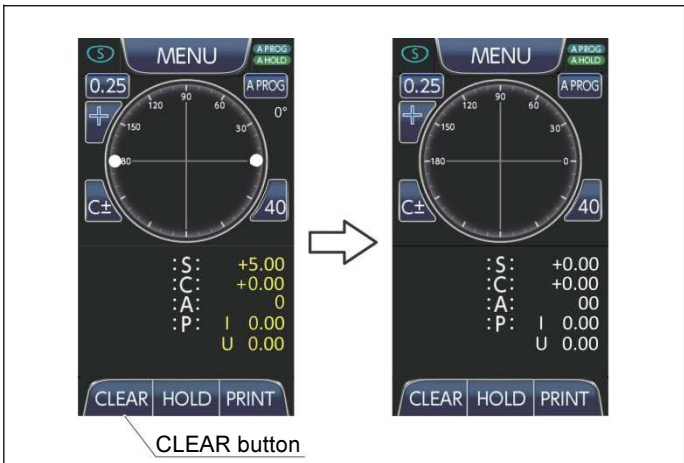 S MENU A PROG
A HOLD
0.25 A PROG
120 90 60
0°
150 30
80
C± 40
:S: +5.00
:C: +0.00
:A: 0
:P: I 0.00
U 0.00
CLEAR HOLD PRINT
CLEAR button
S MENU A PROG
A HOLD
0.25 A PROG
120 90 60
150 30
180 0
C± 40
:S: +0.00
:C: +0.00
:A: 00
:P: I 0.00
U 0.00
CLEAR HOLD PRINT